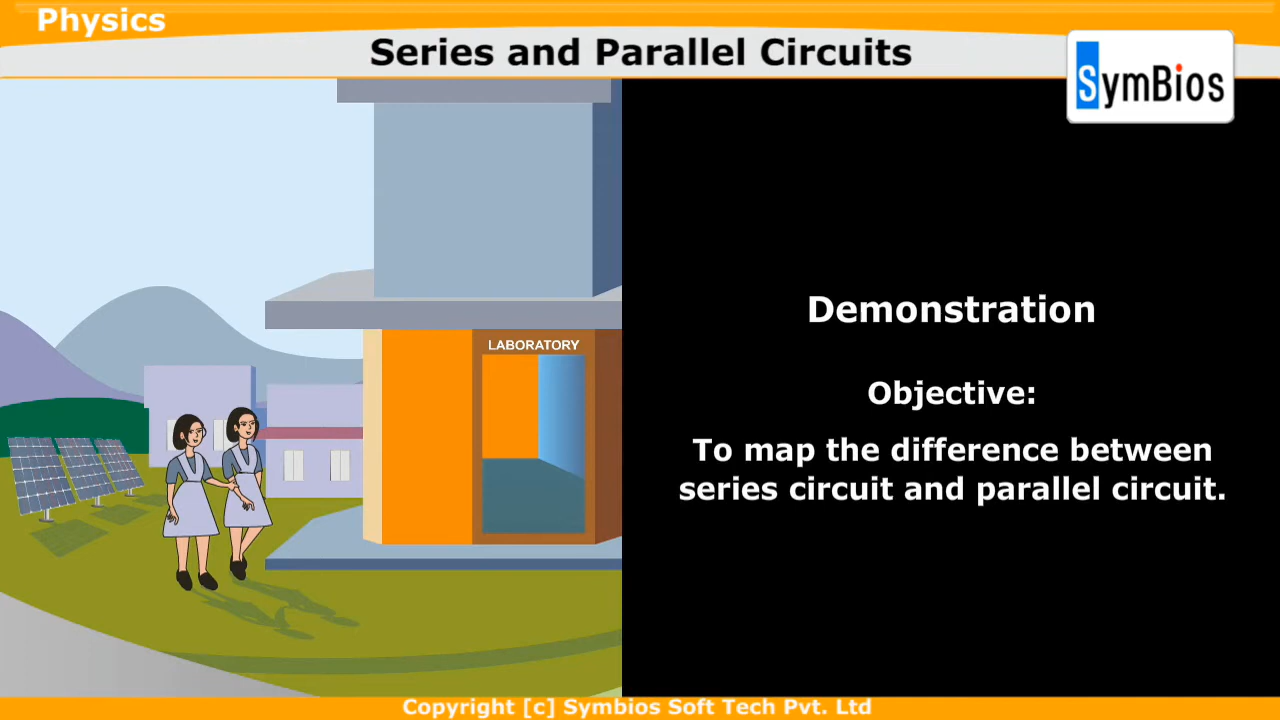 Physics
Series and Parallel Circuits
SymBios
LABORATORY
Demonstration
Objective:
To map the difference between
series circuit and parallel circuit.
Copyright [c] Symbios Soft Tech Pvt. Ltd